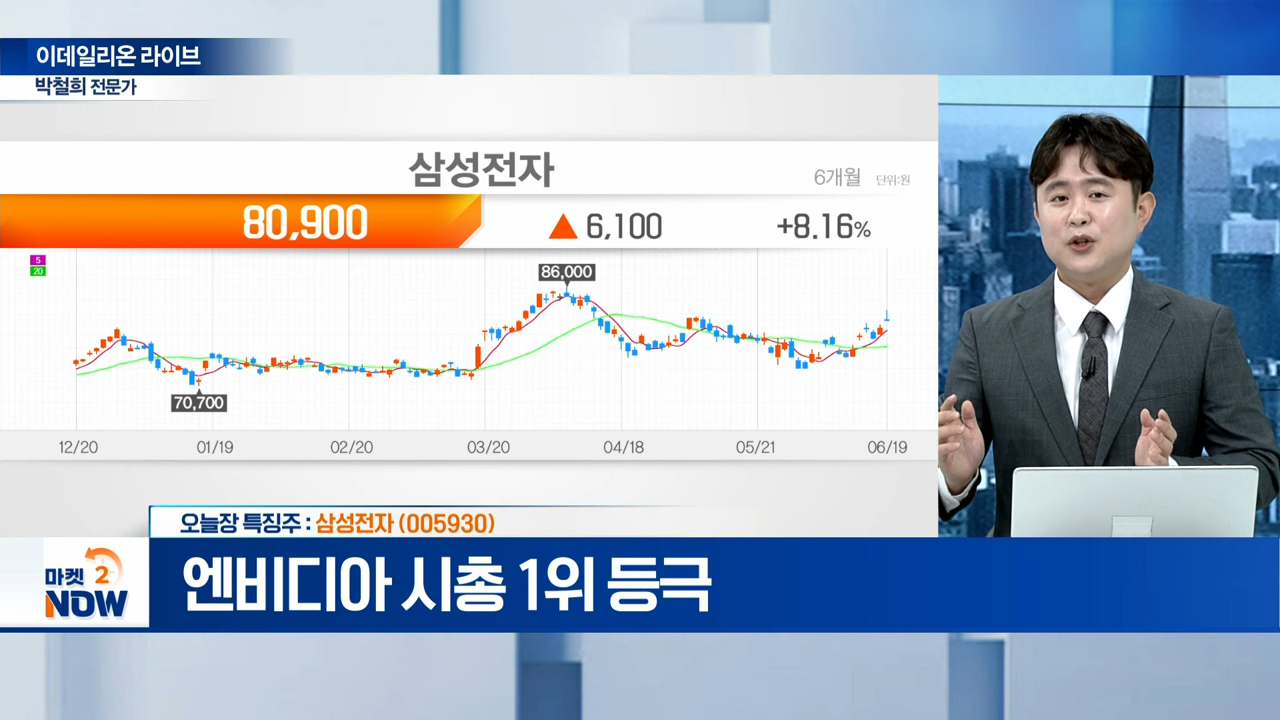 이데일리온 라이브
박철희 전문가
삼성전자
6개월 단위:원
80,900 ▲ 6,100 +8.16%
5
20
86,000
70,700
12/20 01/19 02/20 03/20 04/18 05/21 06/19
오늘장 특징주 : 삼성전자 (005930)
마켓 2
NOW
엔비디아 시총 1위 등극